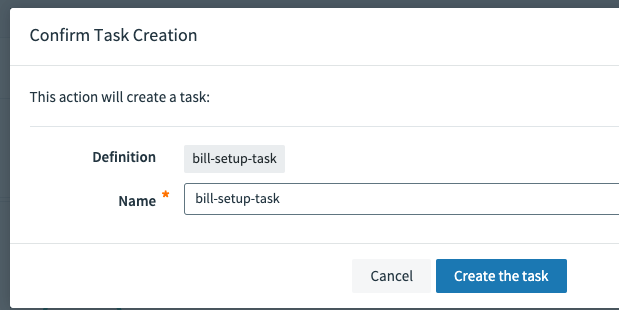 Confirm Task Creation
This action will create a task:
Definition bill-setup-task
Name * bill-setup-task
Cancel Create the task